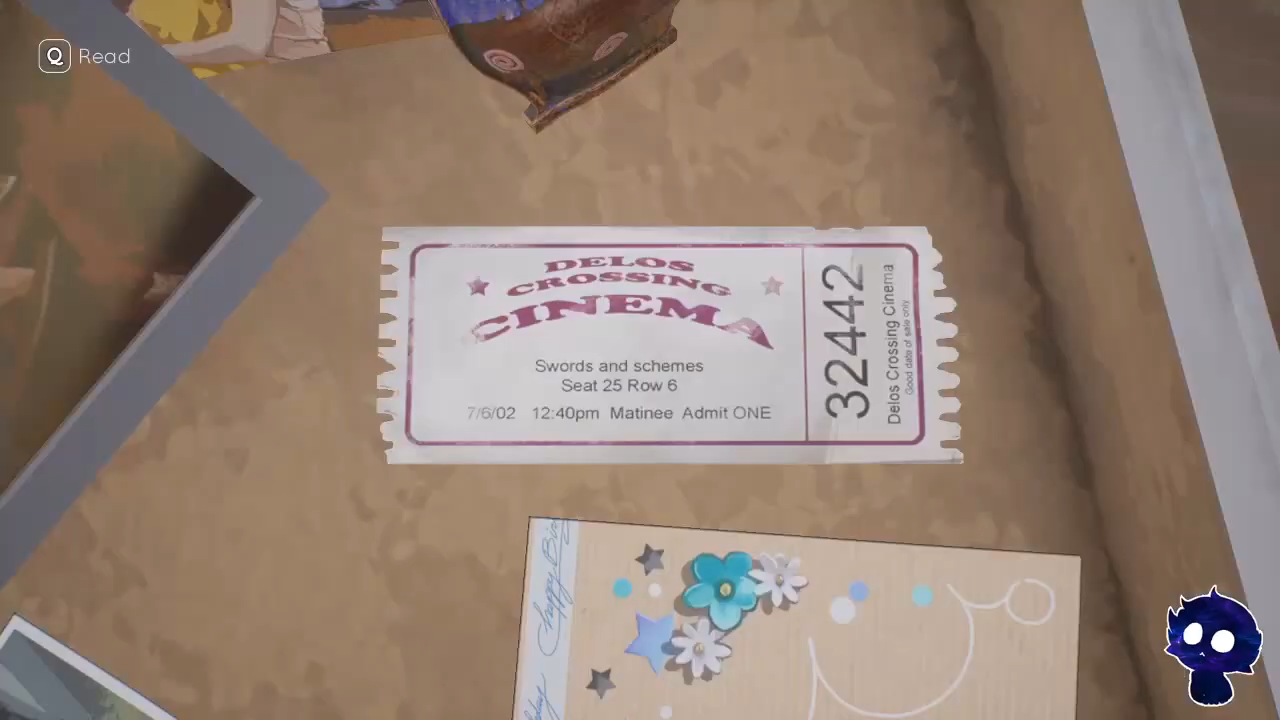 Q Read
DELOS
CROSSING
CINEMA
Swords and schemes
Seat 25 Row 6
7/6/02 12:40pm Matinee Admit ONE
32442
Delos Crossing Cinema
Good date of sale only